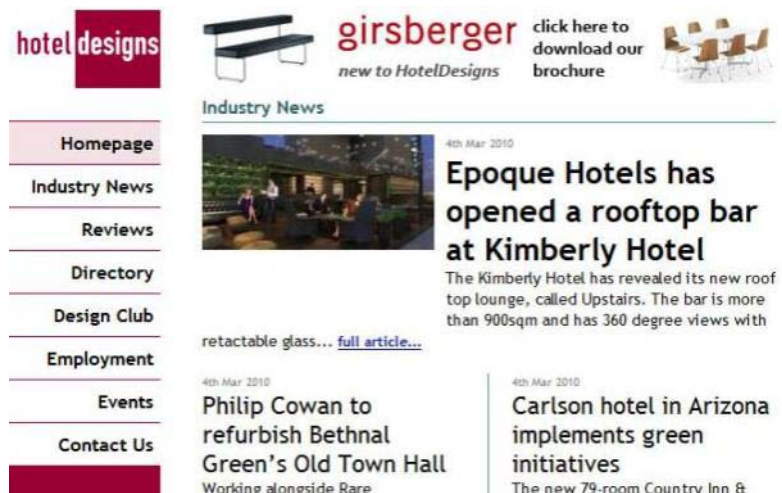 hotel designs
girsberger
new to HotelDesigns
click here to
download our
brochure
Homepage
Industry News
Reviews
Directory
Design Club
Employment
Events
Contact Us
Industry News
4th Mar 2010
Epoque Hotels has
opened a rooftop bar
at Kimberly Hotel
The Kimberly Hotel has revealed its new roof
top lounge, called Upstairs. The bar is more
than 900sqm and has 360 degree views with
retactable glass... full article...
4th Mar 2010
Philip Cowan to
refurbish Bethnal
Green's Old Town Hall
Working alongside Rare
4th Mar 2010
Carlson hotel in Arizona
implements green
initiatives
The new 79-room Country Inn &